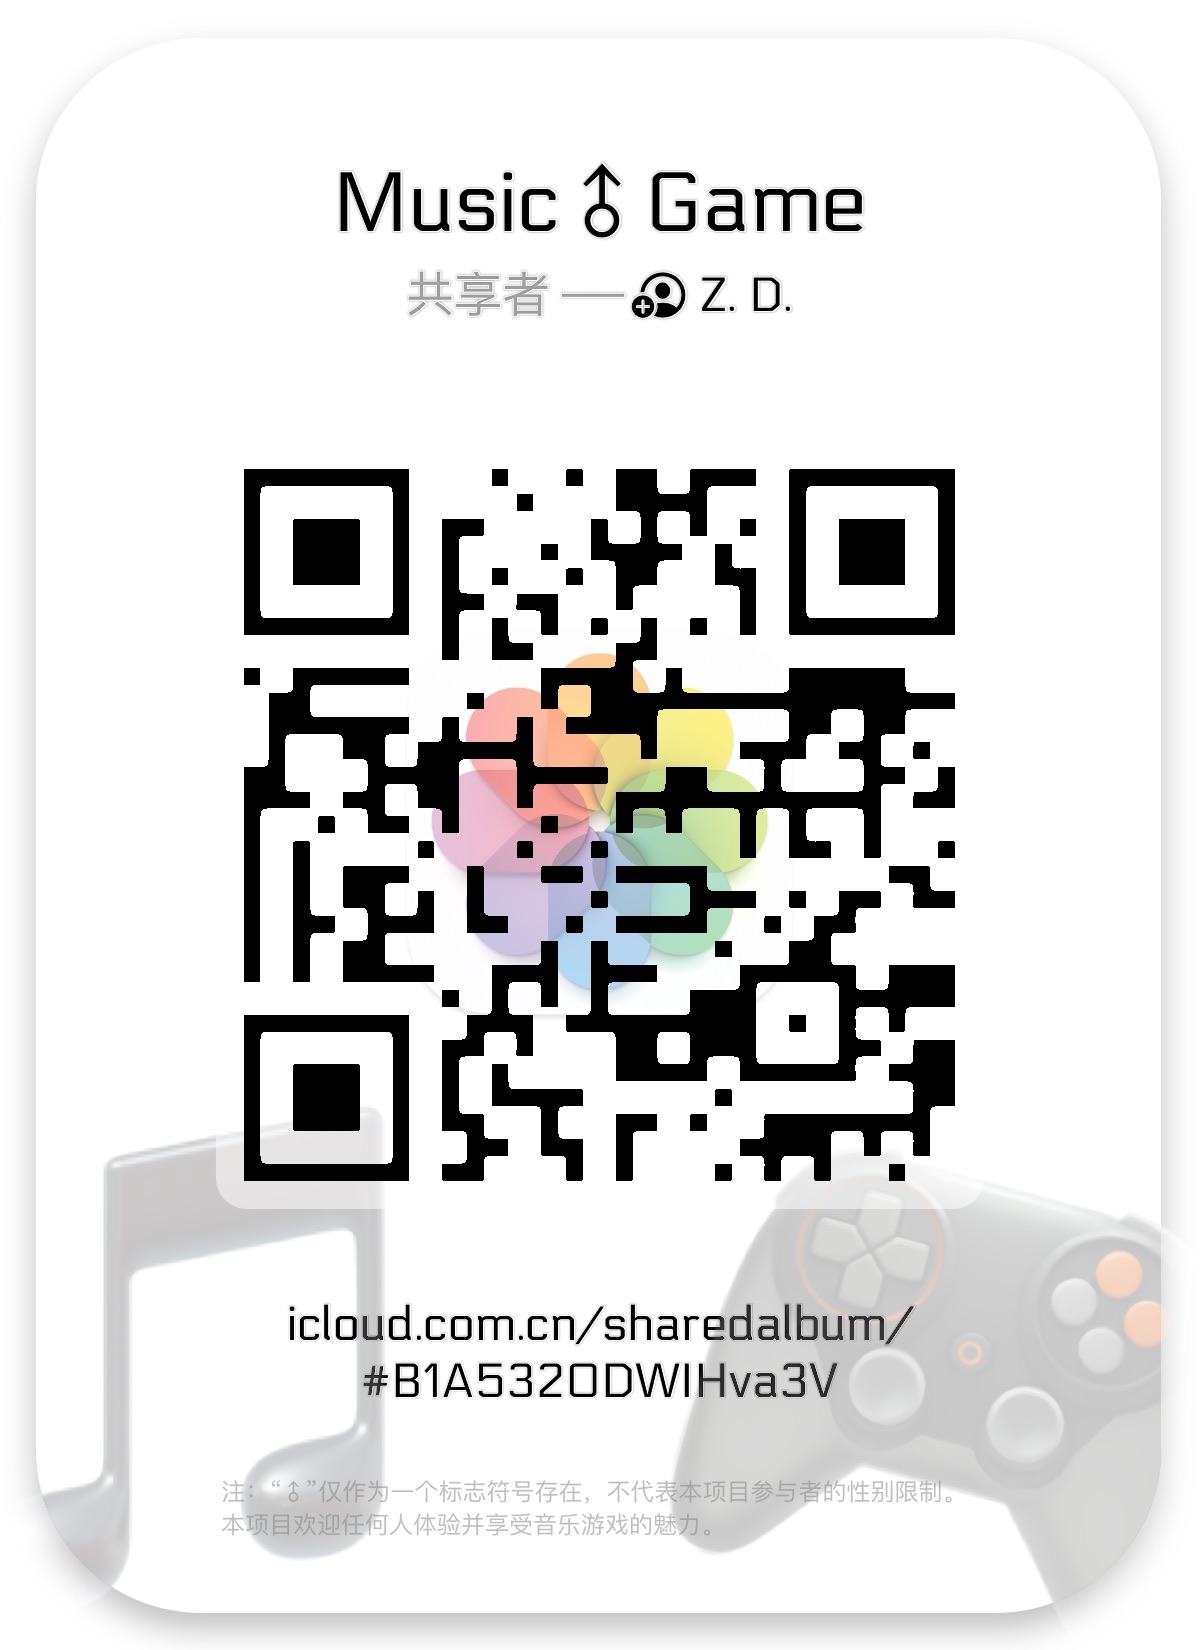 Music ⚨ Game
共享者 —— Z. D.
icloud.com.cn/sharedalbum/
#B1A532ODWIHva3V
注：“⚨”仅作为一个标志符号存在，不代表本项目参与者的性别限制。
本项目欢迎任何人体验并享受音乐游戏的魅力。